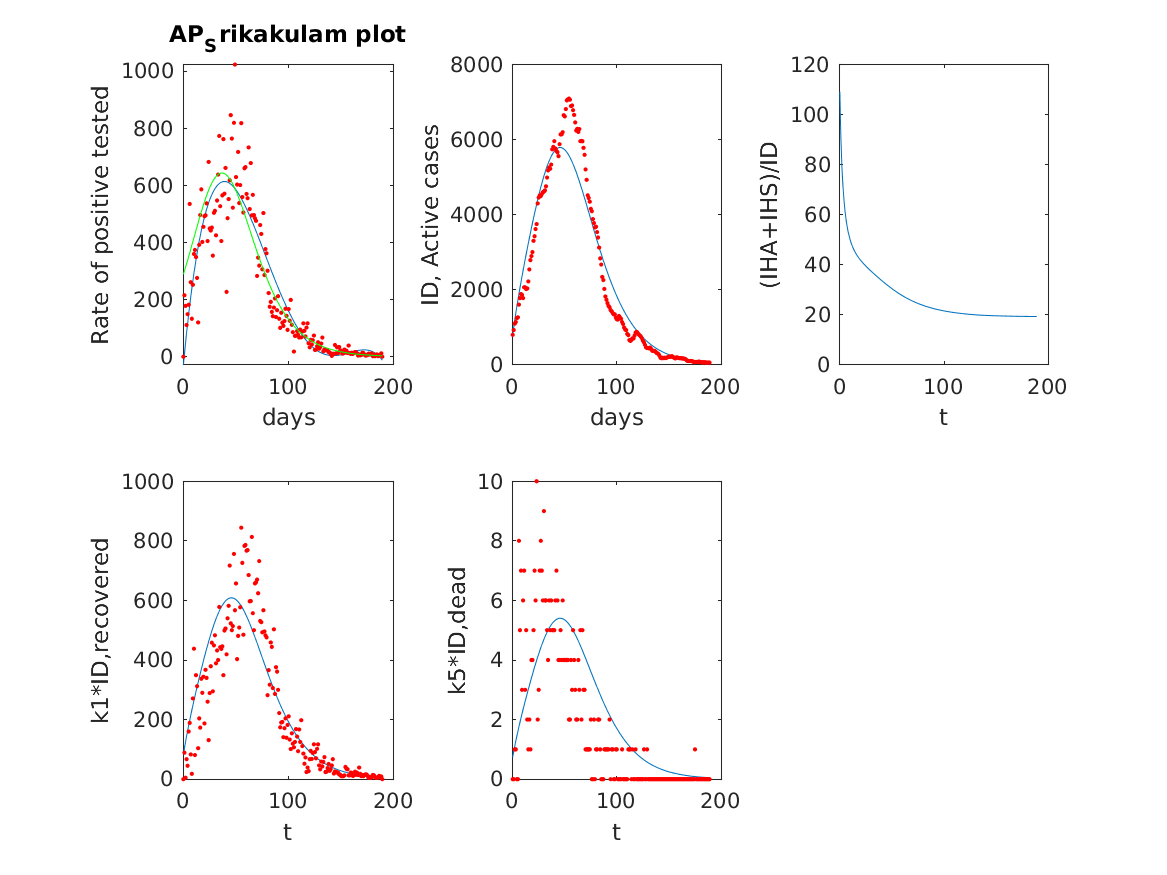 AP_Srikakulam plot
Rate of positive tested
1000
800
600
400
200
0
0 100 200
days
ID, Active cases
8000
6000
4000
2000
0
0 100 200
days
(IHA+IHS)/ID
120
100
80
60
40
20
0
0 100 200
t
k1*ID,recovered
1000
800
600
400
200
0
0 100 200
t
k5*ID,dead
10
8
6
4
2
0
0 100 200
t